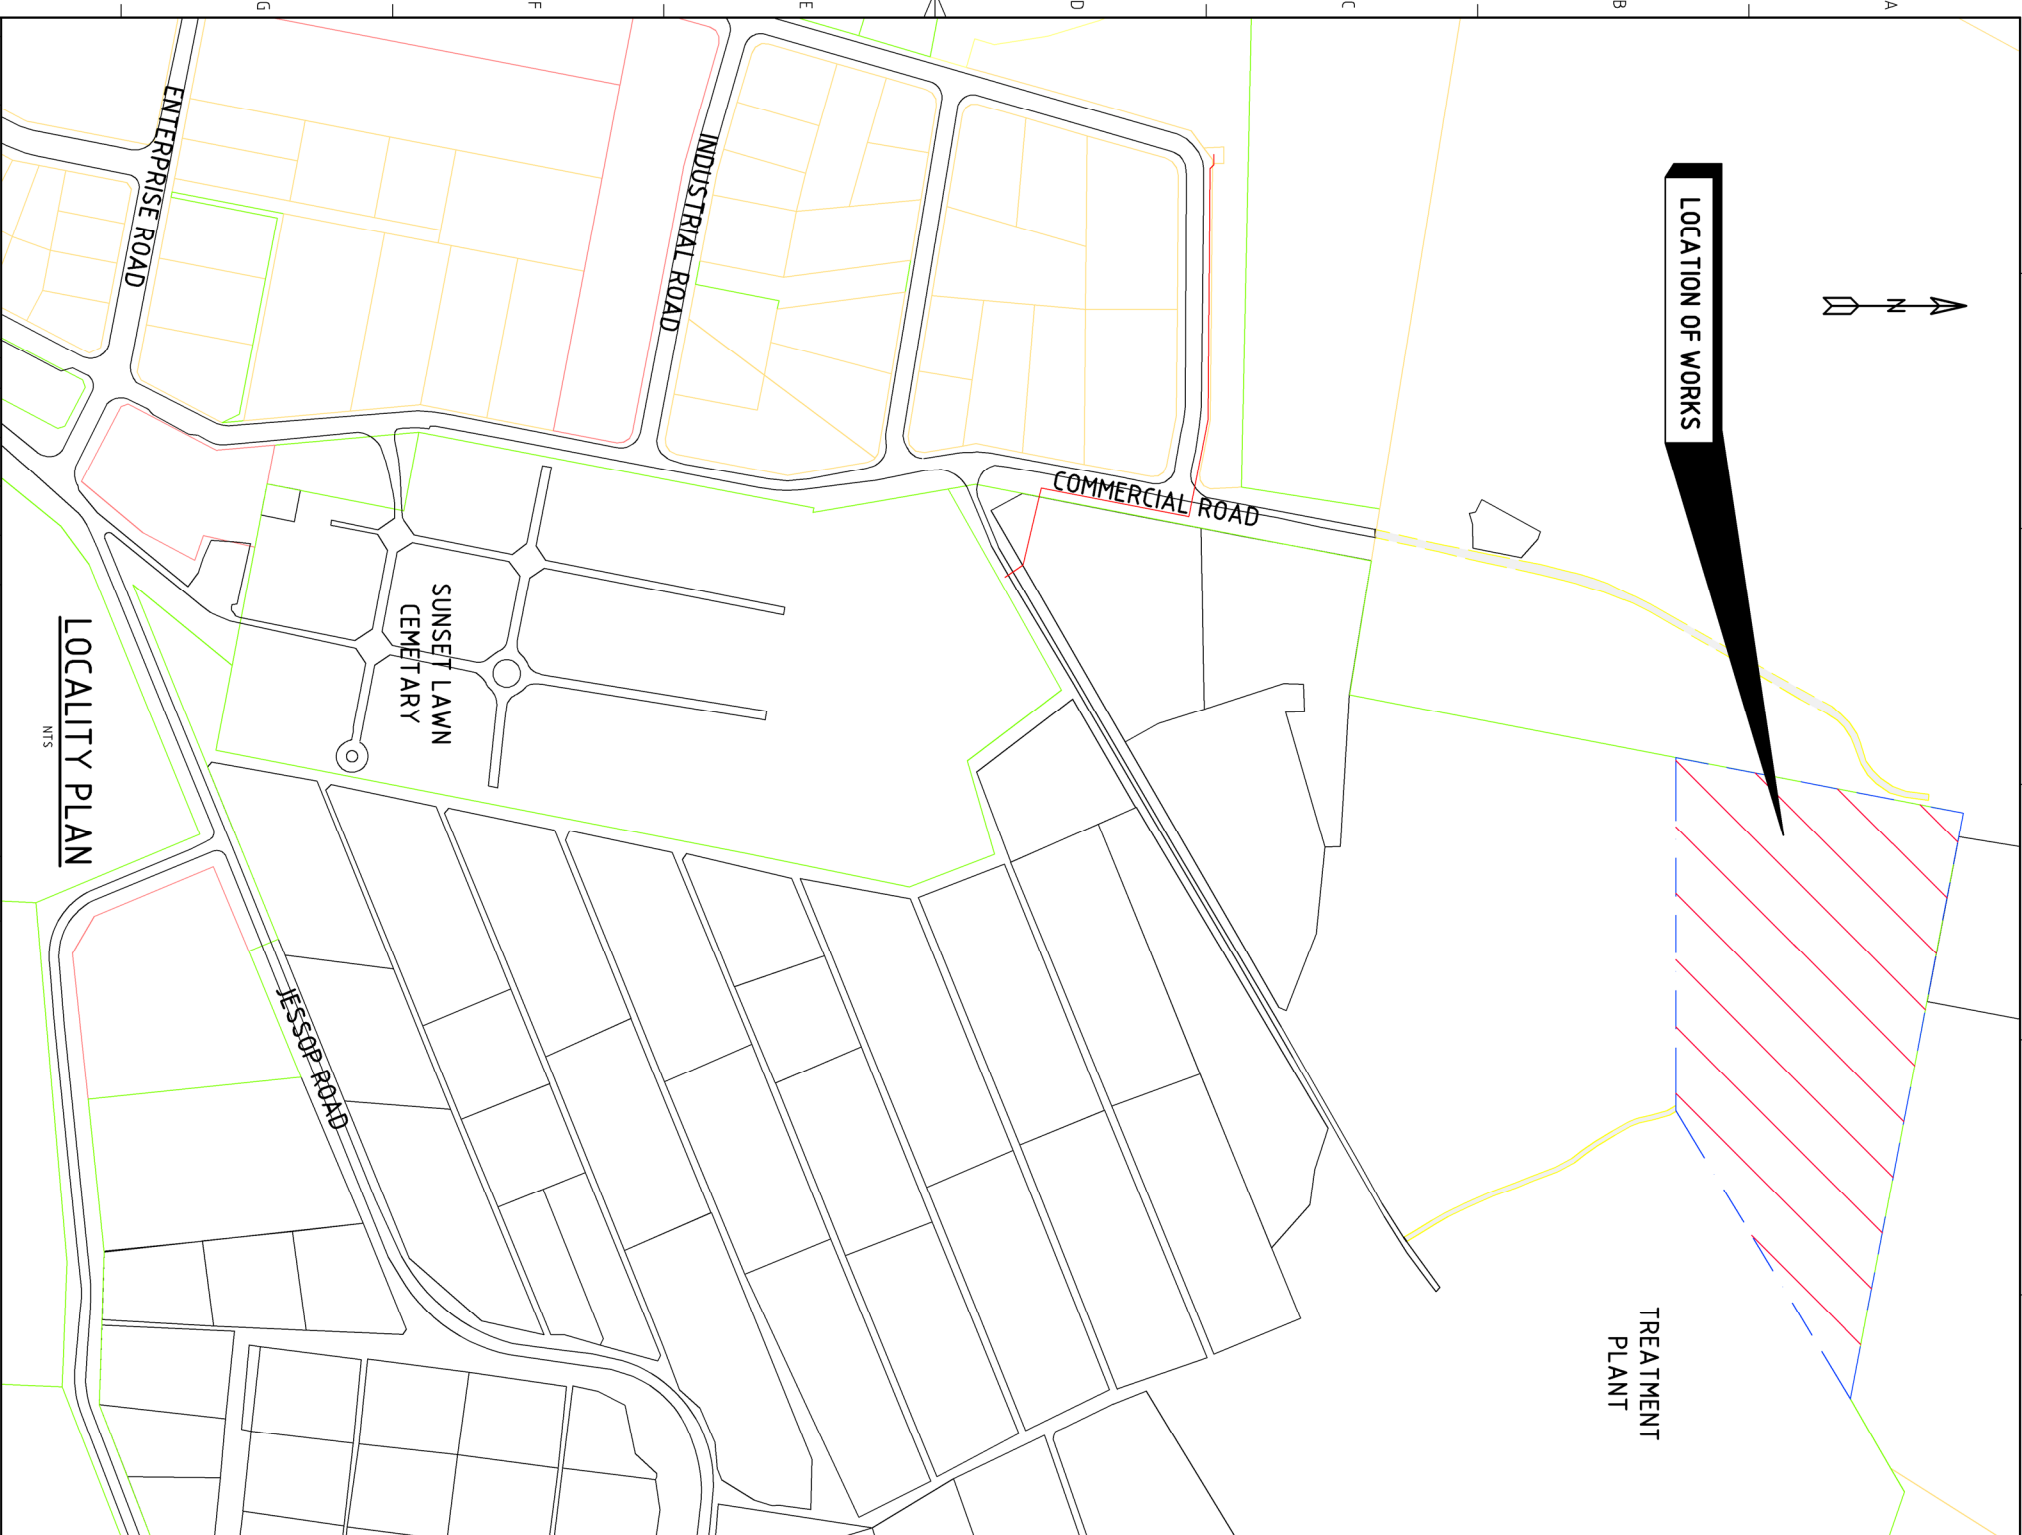 A
B
C
D
E
F
G
N
LOCATION OF WORKS
ENTERPRISE ROAD
INDUSTRIAL ROAD
COMMERCIAL ROAD
SUNSET LAWN
CEMETARY
JESSOP ROAD
TREATMENT
PLANT
LOCALITY PLAN
NTS